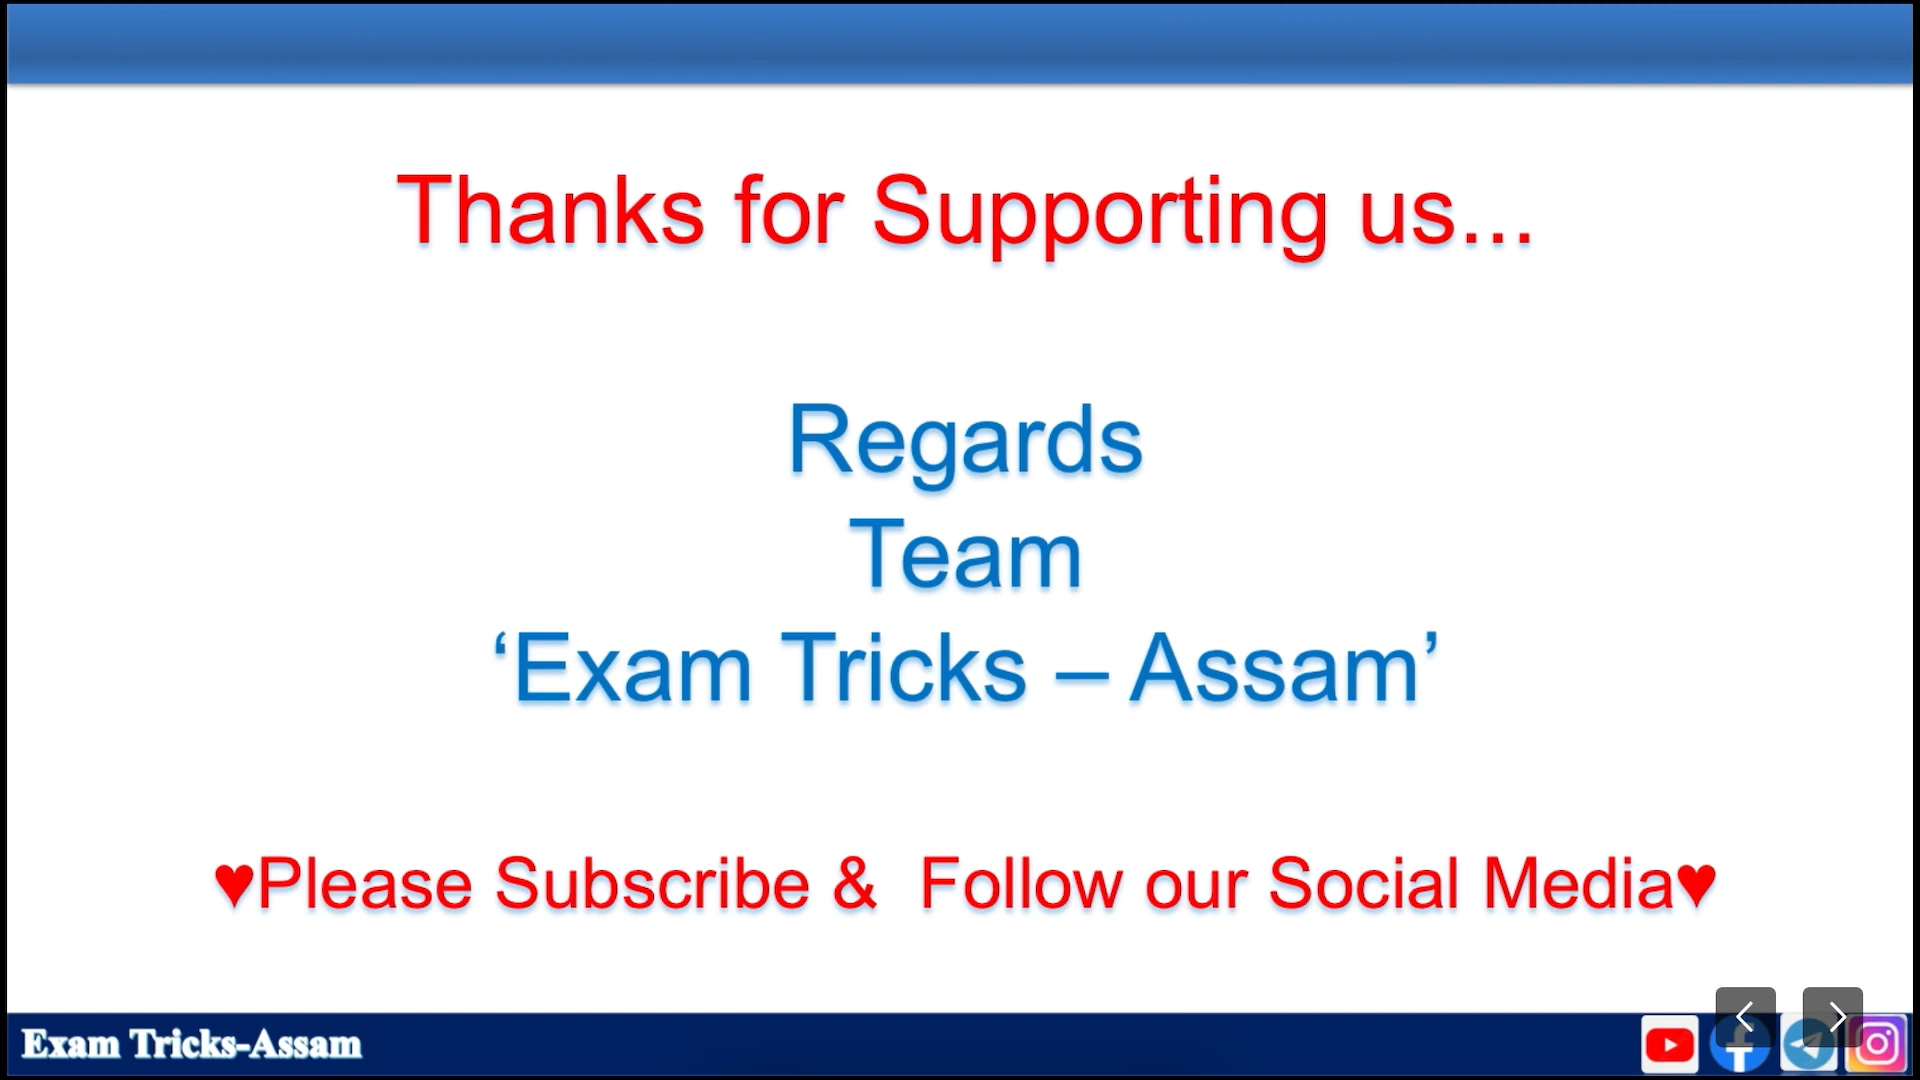 Thanks for Supporting us...
Regards
Team
‘Exam Tricks – Assam’
♥Please Subscribe &  Follow our Social Media♥
Exam Tricks-Assam